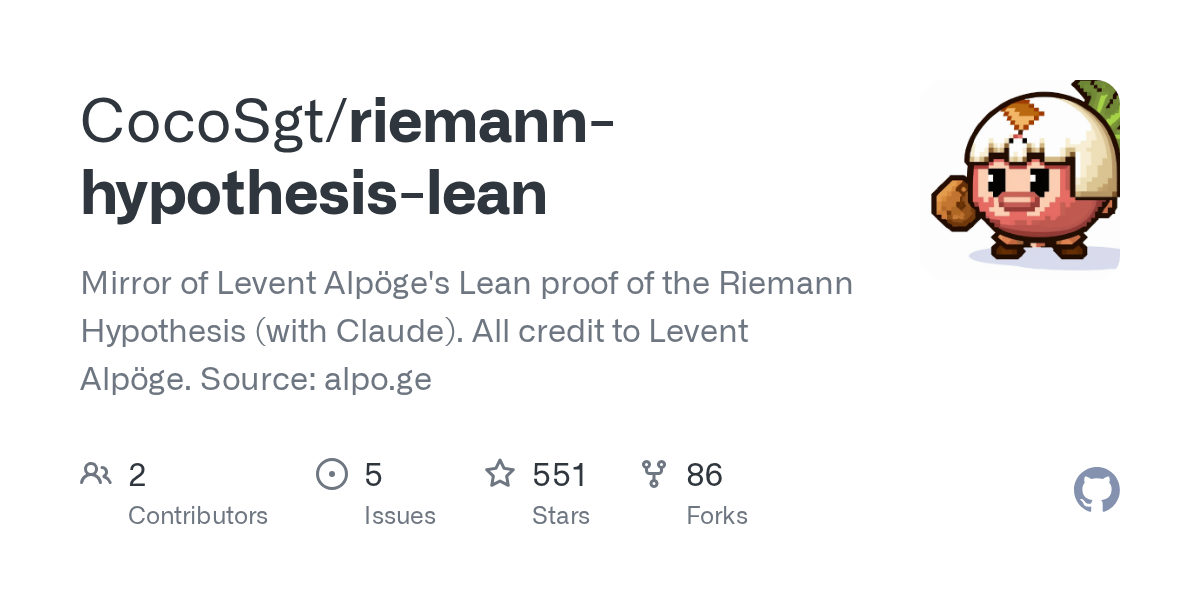 CocoSgt/riemann-
hypothesis-lean
Mirror of Levent Alpöge's Lean proof of the Riemann
Hypothesis (with Claude). All credit to Levent
Alpöge. Source: alpo.ge
2 5 551 86
Contributors Issues Stars Forks